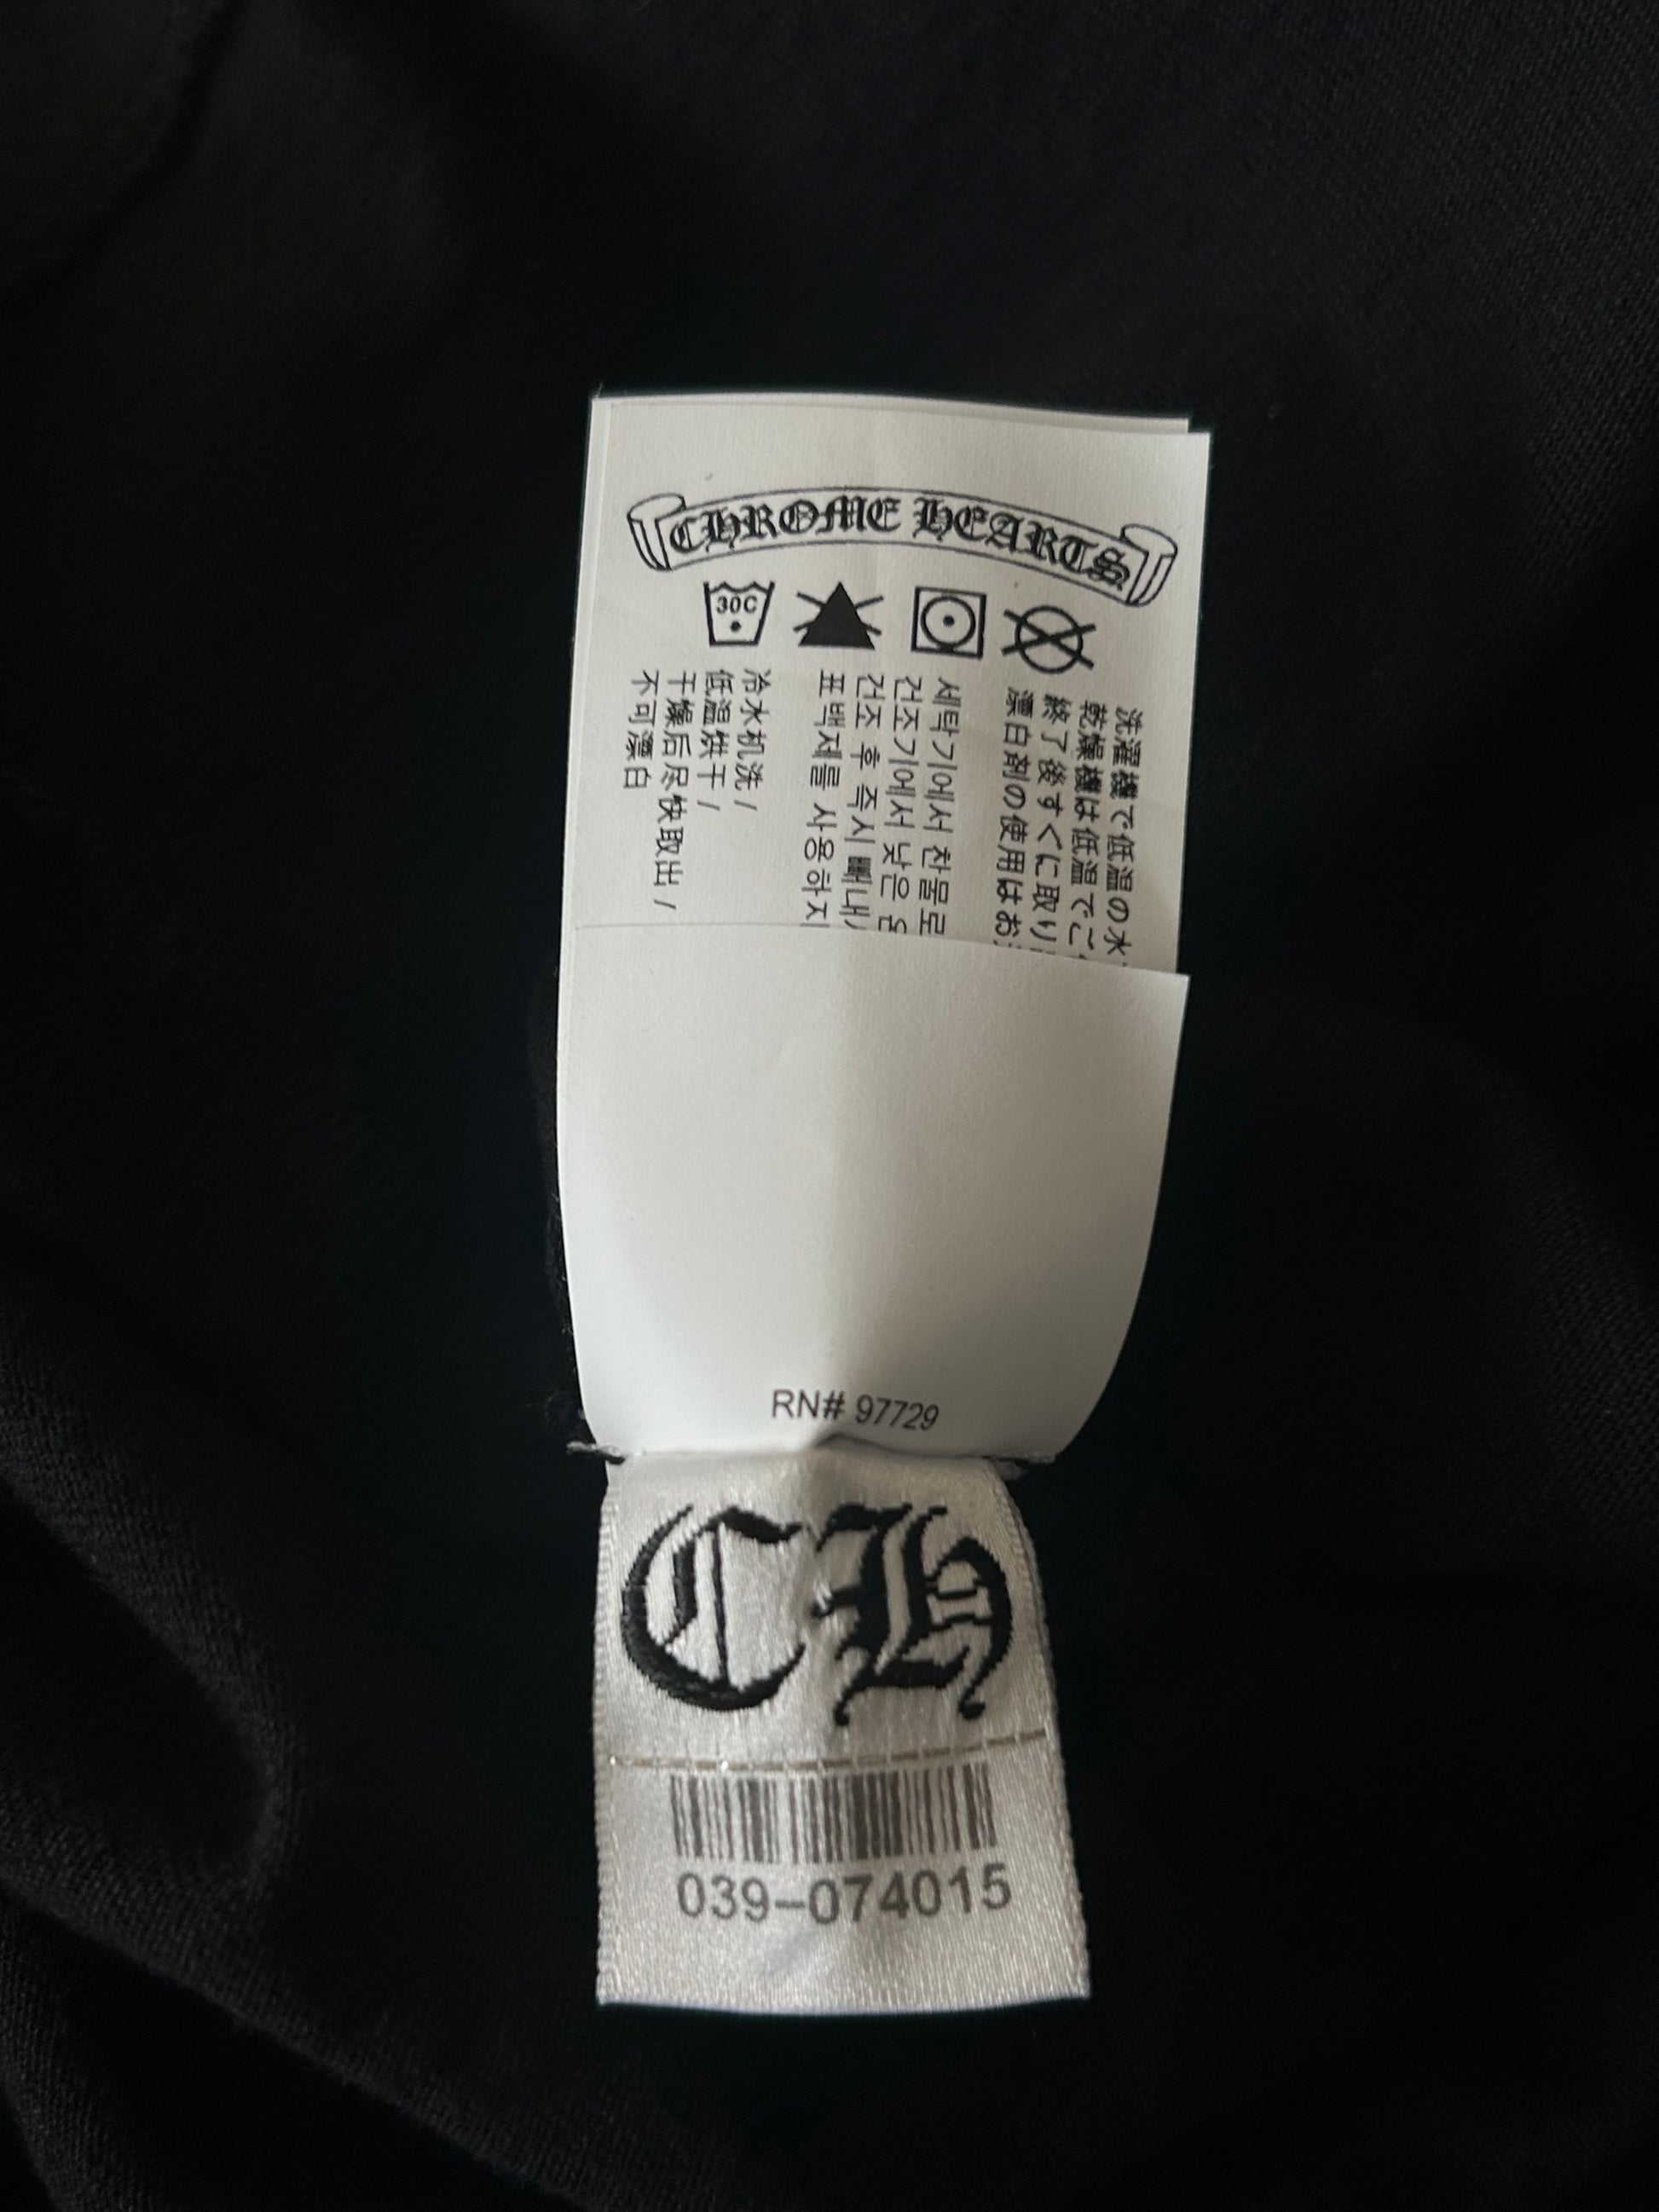 CHROME HEARTS
30C
洗濯機で低温の水
乾燥機は低温でご
終了後すぐに取り
漂白剤の使用はお
세탁기에서 찬물로
건조기에서 낮은
건조 후 즉시 빼내
표백제를 사용하지
冷水机洗 /
低温烘干 /
干燥后尽快取出 /
不可漂白
RN# 97729
CH
039-074015